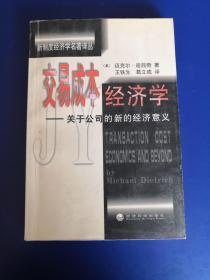 新制度经济学名著译丛
[美] 迈克尔·迪屈奇 著
王铁生 葛立成 译
交易成本
经济学
——关于公司的新的经济意义
JY
TRANSACTION COST
ECONOMICS AND BEYOND
by
Michael Dietrich
经济科学出版社